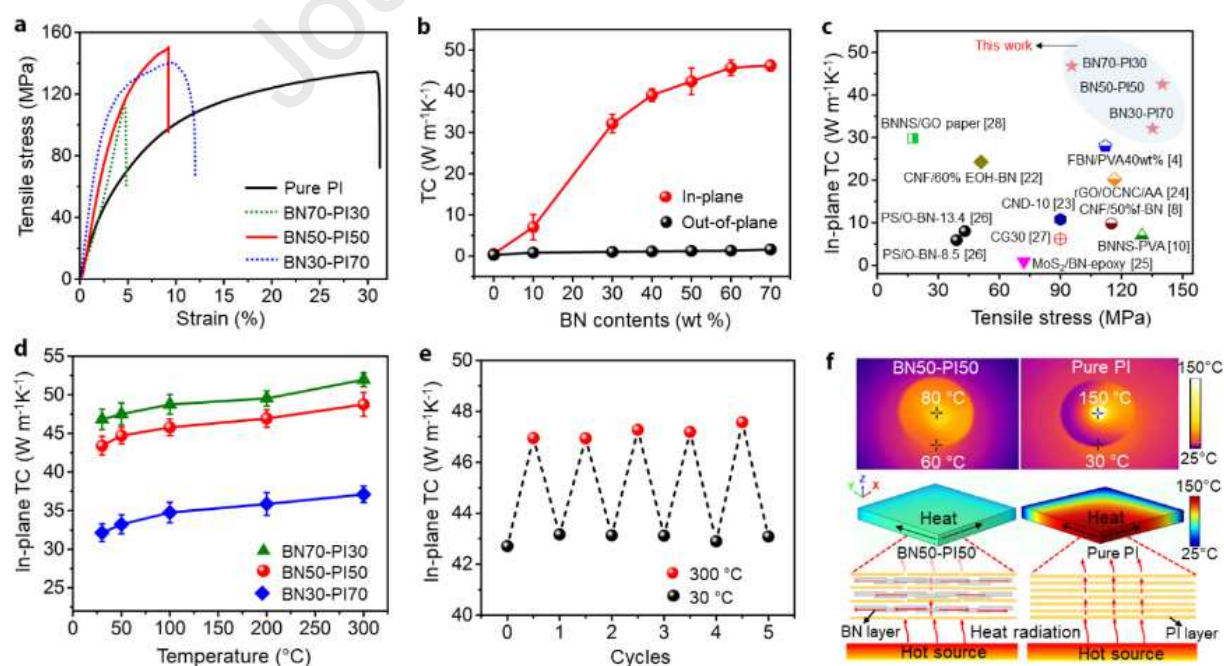 Jo
a
Tensile stress (MPa)
160
120
80
40
0
Pure PI
BN70-PI30
BN50-PI50
BN30-PI70
0 5 10 15 20 25 30
Strain (%)
b
TC (W m⁻¹K⁻¹)
50
40
30
20
10
0
In-plane
Out-of-plane
0 10 20 30 40 50 60 70
BN contents (wt %)
c
In-plane TC (W m⁻¹K⁻¹)
50
40
30
20
10
0
This work
BN70-PI30
BN50-PI50
BN30-PI70
BNNS/GO paper [28]
FBN/PVA40wt% [4]
CNF/60% EOH-BN [22]
rGO/OCNC/AA [24]
CND-10 [23]
CNF/50%f-BN [8]
PS/O-BN-13.4 [26]
CG30 [27]
BNNS-PVA [10]
PS/O-BN-8.5 [26]
MoS₂/BN-epoxy [25]
0 30 60 90 120 150
Tensile stress (MPa)
d
In-plane TC (W m⁻¹K⁻¹)
55
50
45
40
35
30
25
BN70-PI30
BN50-PI50
BN30-PI70
0 50 100 150 200 250 300
Temperature (°C)
e
In-plane TC (W m⁻¹K⁻¹)
50
48
46
44
42
40
300 °C
30 °C
0 1 2 3 4 5
Cycles
f
BN50-PI50
80 °C
60 °C
Pure PI
150 °C
30 °C
150°C
25°C
Y Z X
Heat
BN50-PI50
Heat
Pure PI
150°C
25°C
BN layer
Heat radiation
PI layer
Hot source
Hot source